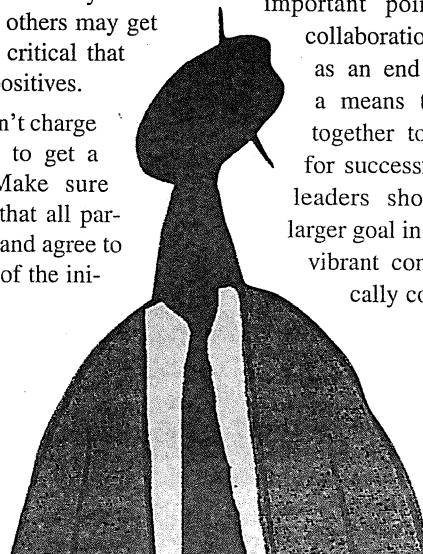 others may get
critical that
ositives.
n't charge
to get a
Make sure
that all par-
and agree to
of the ini-
important poin
collaboratio
as an end
a means t
together to
for success
leaders sho
larger goal in
vibrant con
cally co